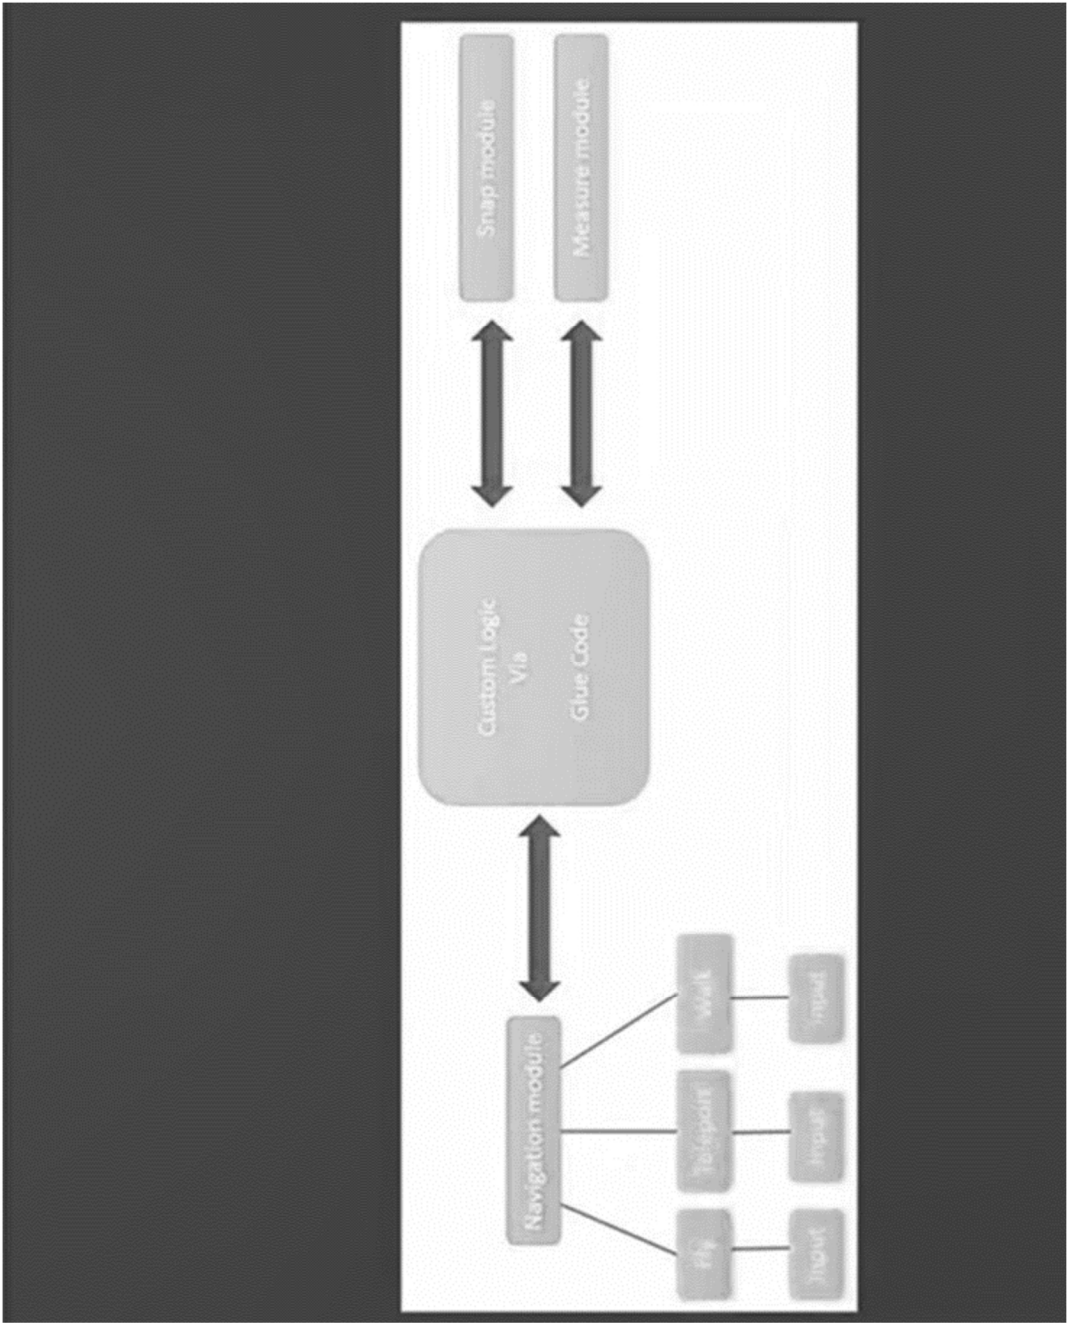 Navigation module
Fly
Teleport
Walk
Input
Input
Input
Custom Logic
Via
Glue Code
Snap module
Measure module